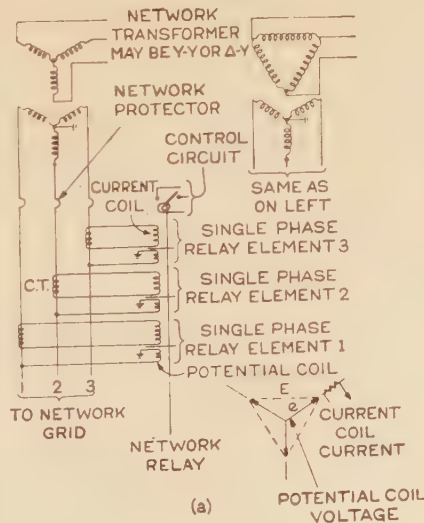 NETWORK
TRANSFORMER
MAY BE Y-Y OR Δ-Y
NETWORK
PROTECTOR
CONTROL
CIRCUIT
CURRENT
COIL
SAME AS
ON LEFT
SINGLE PHASE
RELAY ELEMENT 3
C.T.
SINGLE PHASE
RELAY ELEMENT 2
SINGLE PHASE
RELAY ELEMENT 1
POTENTIAL COIL
1 2 3
TO NETWORK
GRID
NETWORK
RELAY
E
e
CURRENT
COIL
CURRENT
POTENTIAL COIL
VOLTAGE
(a)